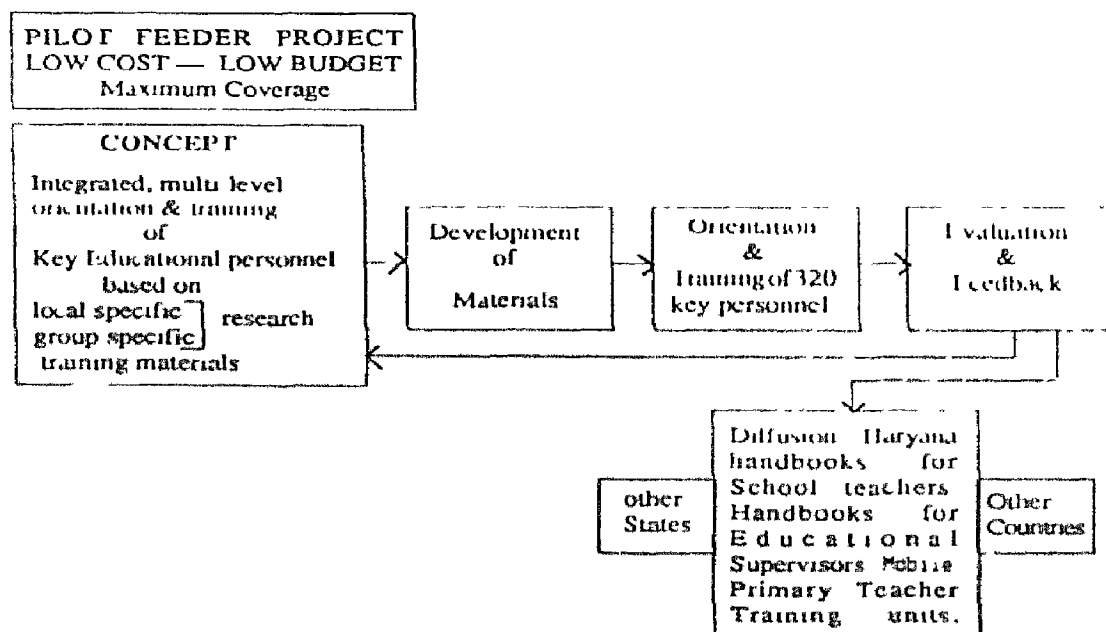 PILOT FEEDER PROJECT
LOW COST — LOW BUDGET
Maximum Coverage
CONCEPT
Integrated, multi level
orientation & training
of
Key Educational personnel
based on
local specific
group specific
research
training materials
Development
of
Materials
Orientation
&
Training of 320
key personnel
Evaluation
&
Feedback
Diffusion Haryana
handbooks for
School teachers
Handbooks for
Educational
Supervisors Mobile
Primary Teacher
Training units.
other
States
Other
Countries